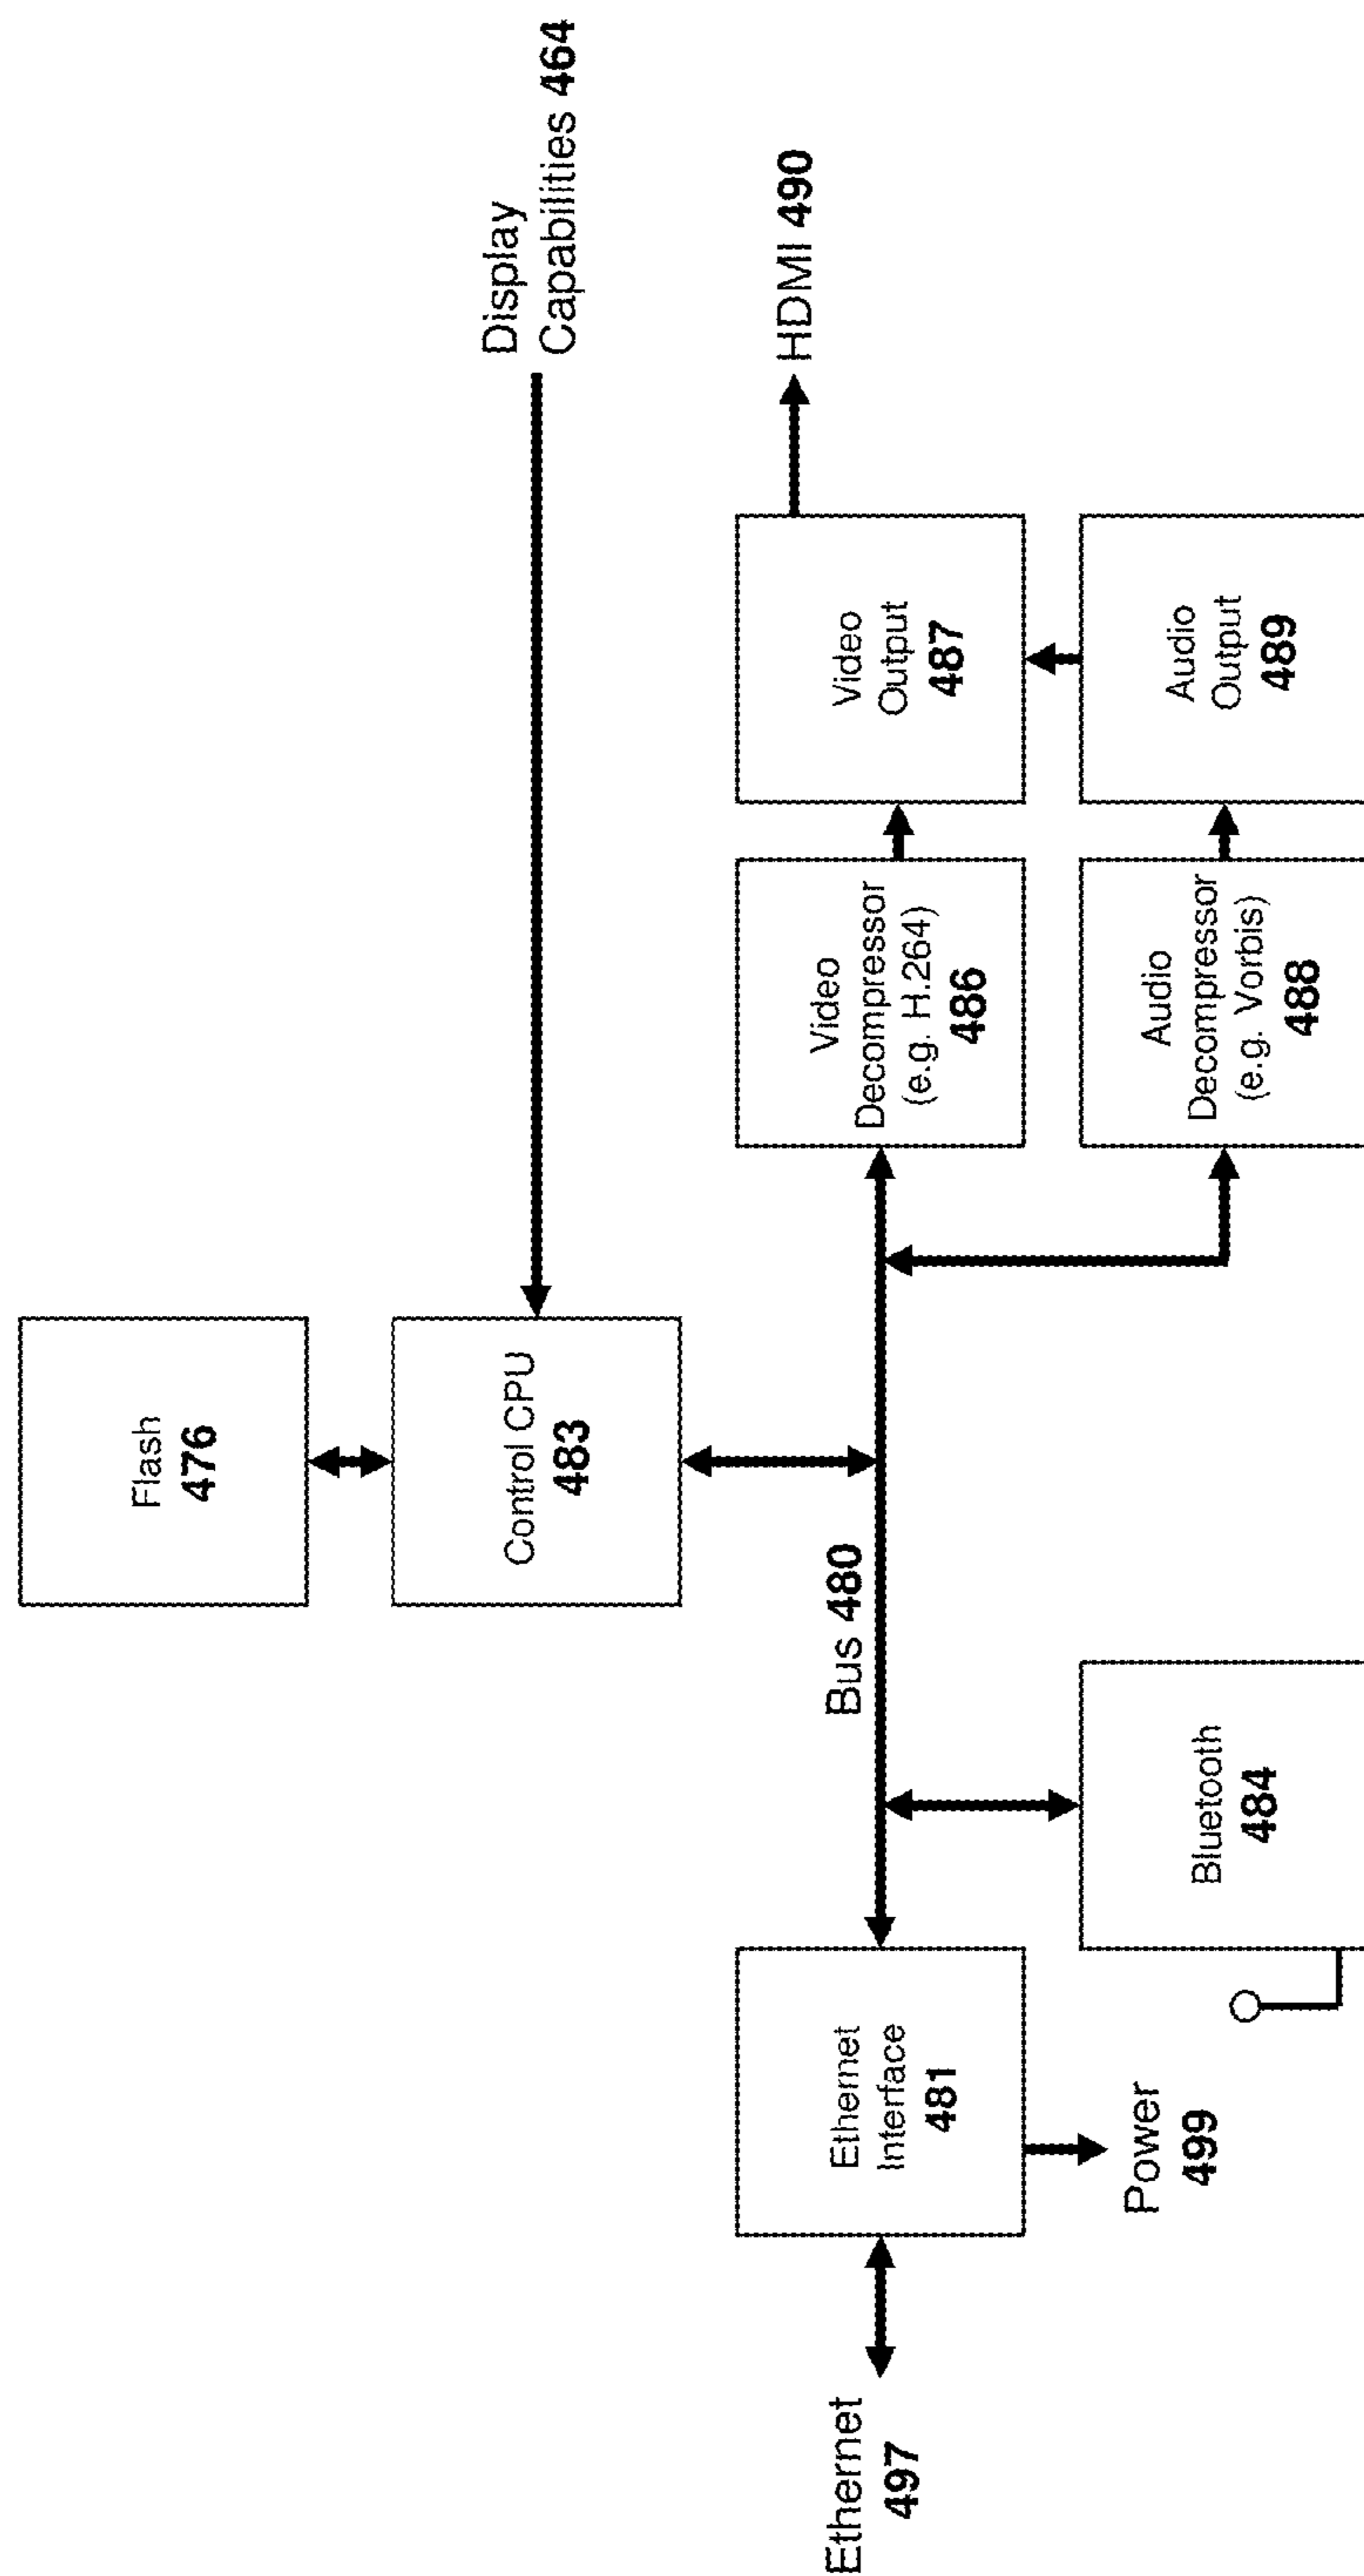 Flash
476
Display
Capabilities 464
Control CPU
483
Bus 480
HDMI 490
Ethernet
497
Ethernet
Interface
481
Video
Decompressor
(e.g. H.264)
486
Video
Output
487
Power
499
Bluetooth
484
Audio
Decompressor
(e.g. Vorbis)
488
Audio
Output
489